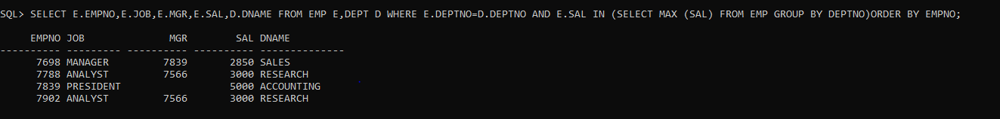 SQL> SELECT E.EMPNO,E.JOB,E.MGR,E.SAL,D.DNAME FROM EMP E,DEPT D WHERE E.DEPTNO=D.DEPTNO AND E.SAL IN (SELECT MAX (SAL) FROM EMP GROUP BY DEPTNO)ORDER BY EMPNO;
     EMPNO JOB              MGR        SAL DNAME
---------- --------- ---------- ---------- --------------
      7698 MANAGER         7839       2850 SALES
      7788 ANALYST         7566       3000 RESEARCH
      7839 PRESIDENT                  5000 ACCOUNTING
      7902 ANALYST         7566       3000 RESEARCH